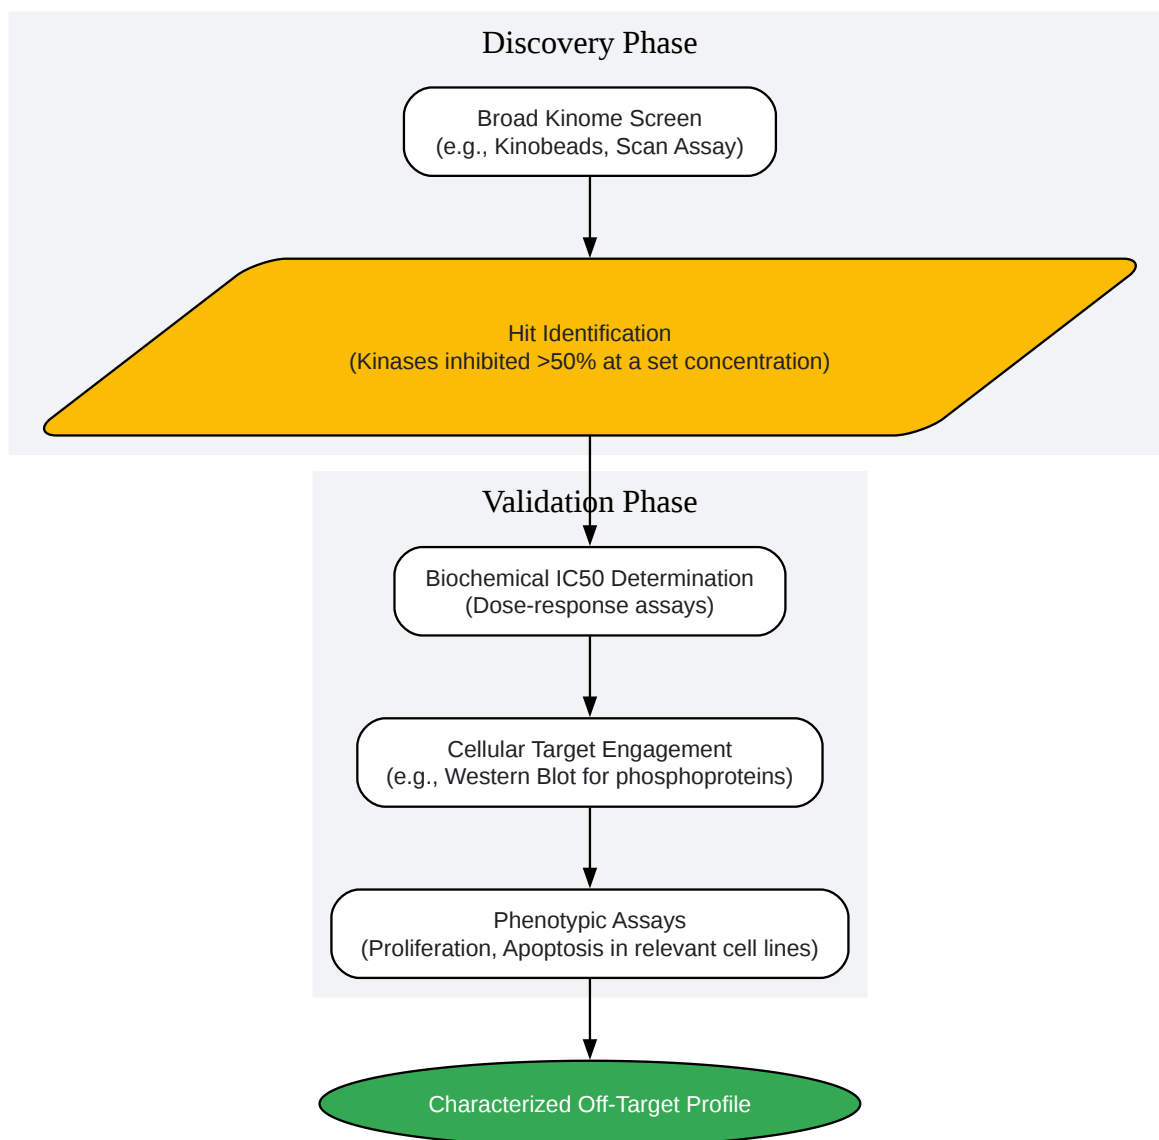 Discovery Phase
Broad Kinome Screen
(e.g., Kinobeads, Scan Assay)
Hit Identification
(Kinases inhibited >50% at a set concentration)
Validation Phase
Biochemical IC50 Determination
(Dose-response assays)
Cellular Target Engagement
(e.g., Western Blot for phosphoproteins)
Phenotypic Assays
(Proliferation, Apoptosis in relevant cell lines)
Characterized Off-Target Profile